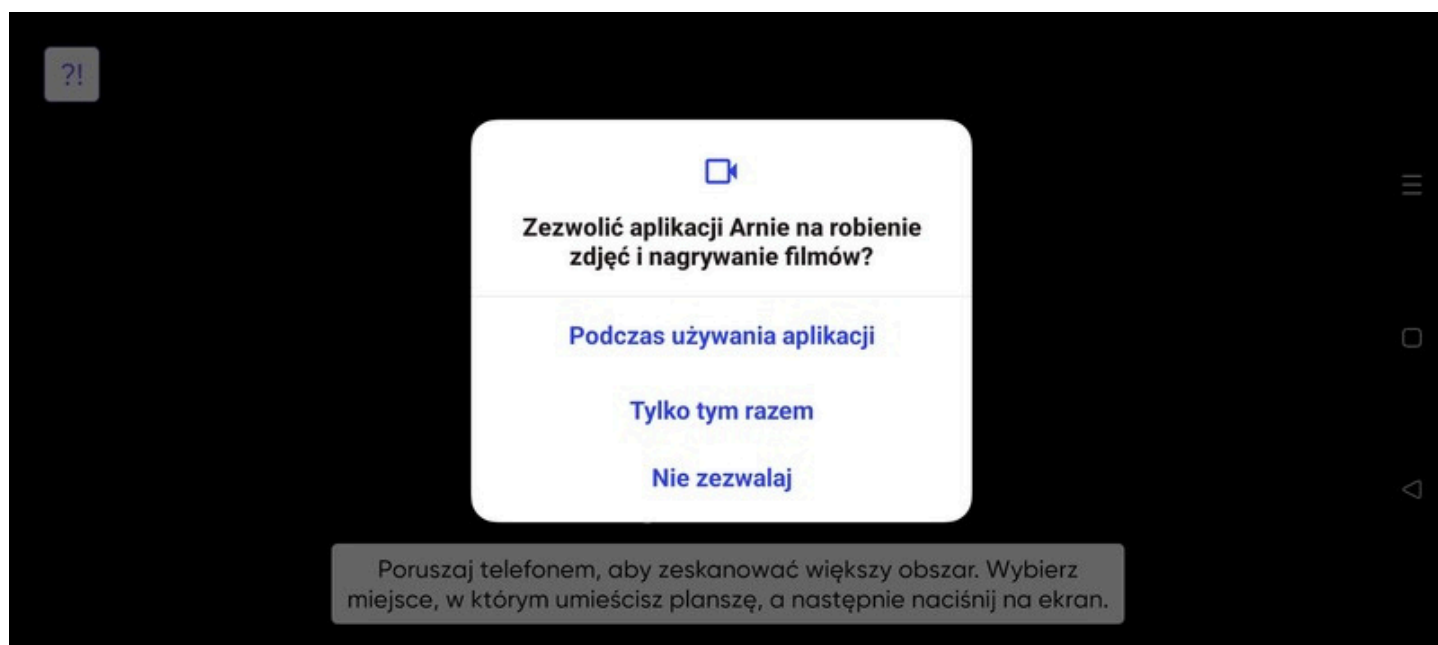 ?!
Zezwolić aplikacji Arnie na robienie
zdjęć i nagrywanie filmów?
Podczas używania aplikacji
Tylko tym razem
Nie zezwalaj
Poruszaj telefonem, aby zeskanować większy obszar. Wybierz
miejsce, w którym umieścisz planszę, a następnie naciśnij na ekran.